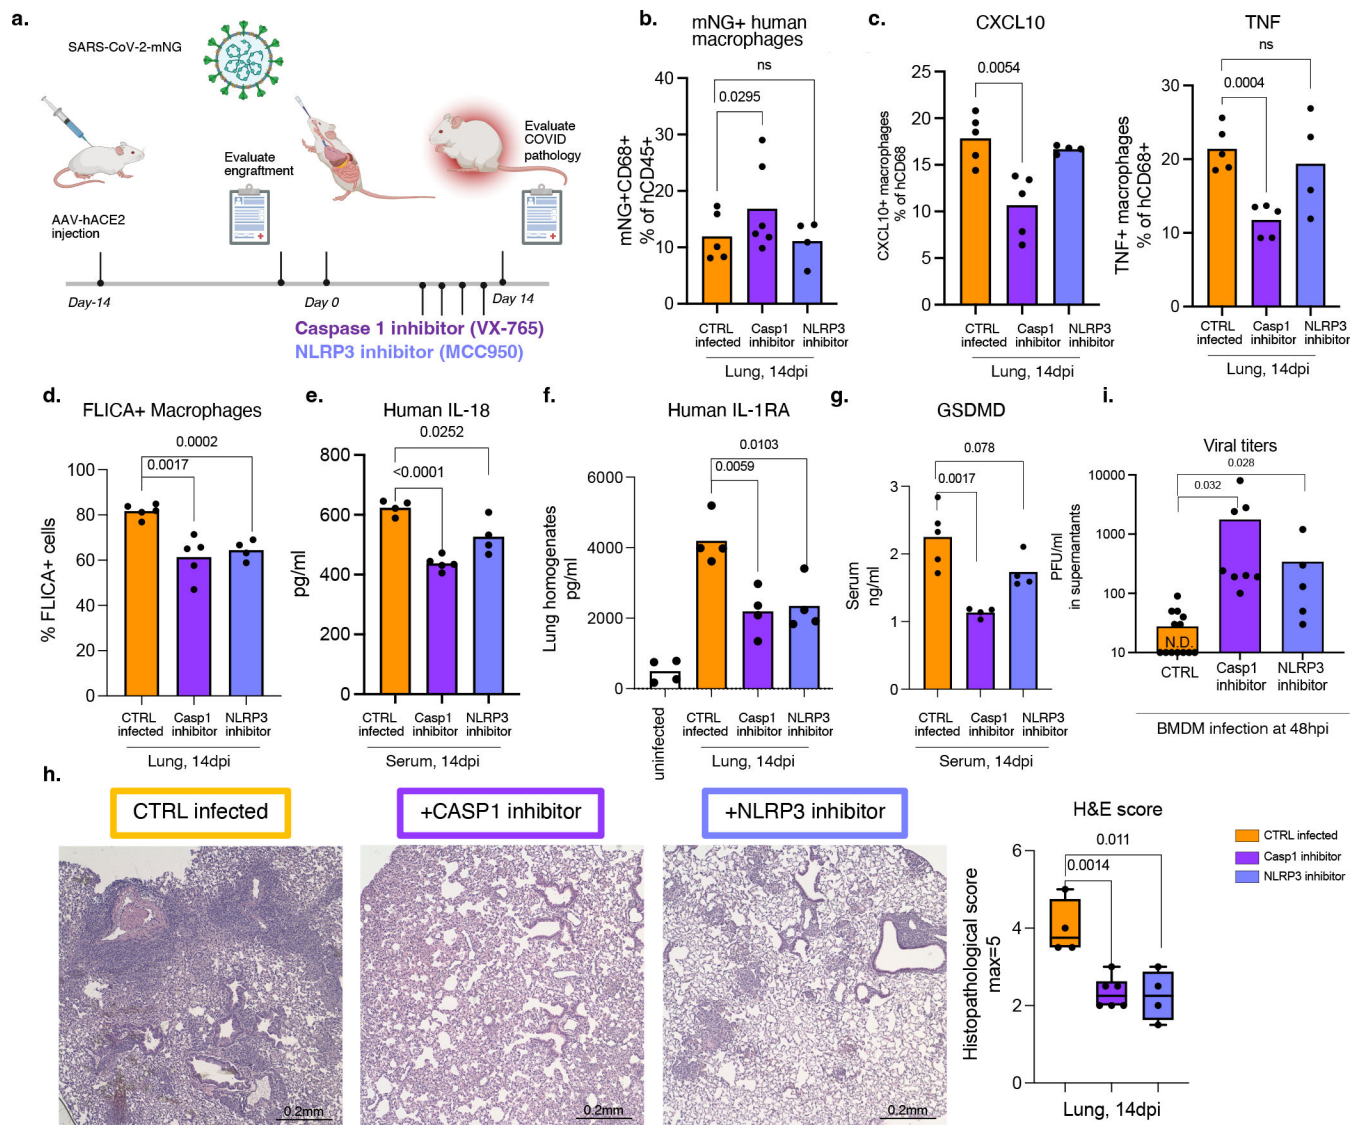 a.
SARS-CoV-2-mNG
AAV-hACE2
injection
Evaluate
engraftment
Evaluate
COVID
pathology
Day-14
Day 0
Day 14
Caspase 1 inhibitor (VX-765)
NLRP3 inhibitor (MCC950)
b.
mNG+ human
macrophages
mNG+CD68+
% of hCD45+
40
30
20
10
0
ns
0.0295
CTRL
infected
Casp1
inhibitor
NLRP3
inhibitor
Lung, 14dpi
c.
CXCL10
CXCL10+ macrophages
% of hCD68
25
20
15
10
5
0
0.0054
CTRL
infected
Casp1
inhibitor
NLRP3
inhibitor
Lung, 14dpi
TNF
TNF+ macrophages
% of hCD68+
30
20
10
0
ns
0.0004
CTRL
infected
Casp1
inhibitor
NLRP3
inhibitor
Lung, 14dpi
d.
FLICA+ Macrophages
% FLICA+ cells
100
80
60
40
20
0
0.0002
0.0017
CTRL
infected
Casp1
inhibitor
NLRP3
inhibitor
Lung, 14dpi
e.
Human IL-18
pg/ml
800
600
400
200
0
0.0252
<0.0001
CTRL
infected
Casp1
inhibitor
NLRP3
inhibitor
Serum, 14dpi
f.
Human IL-1RA
Lung homogenates
pg/ml
6000
4000
2000
0
0.0103
0.0059
uninfected
CTRL
infected
Casp1
inhibitor
NLRP3
inhibitor
Lung, 14dpi
g.
GSDMD
Serum
ng/ml
3
2
1
0
0.078
0.0017
CTRL
infected
Casp1
inhibitor
NLRP3
inhibitor
Serum, 14dpi
i.
Viral titers
PFU/ml
in supernantants
10000
1000
100
10
0.028
0.032
N.D.
CTRL
Casp1
inhibitor
NLRP3
inhibitor
BMDM infection at 48hpi
h.
CTRL infected
+CASP1 inhibitor
+NLRP3 inhibitor
0.2mm
0.2mm
0.2mm
H&E score
Histopathological score
max=5
6
4
2
0
0.011
0.0014
Lung, 14dpi
CTRL infected
Casp1 inhibitor
NLRP3 inhibitor